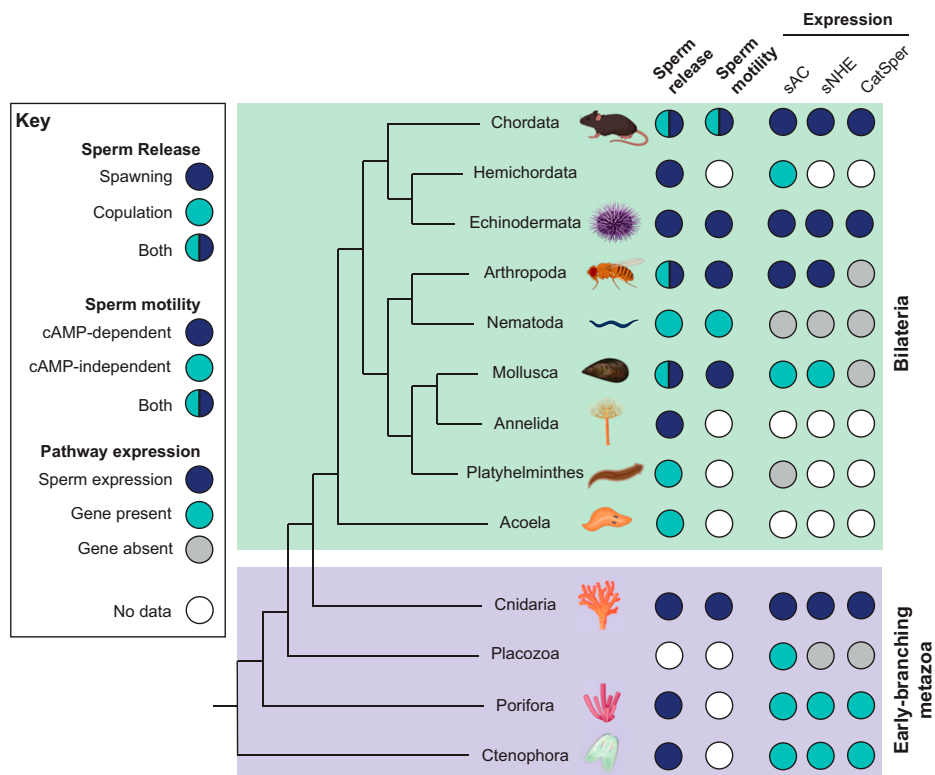 Expression
Sperm release
Sperm motility
sAC
sNHE
CatSper
Key
Sperm Release
Spawning
Copulation
Both
Sperm motility
cAMP-dependent
cAMP-independent
Both
Pathway expression
Sperm expression
Gene present
Gene absent
No data
Chordata
Hemichordata
Echinodermata
Arthropoda
Nematoda
Mollusca
Annelida
Platyhelminthes
Acoela
Bilateria
Cnidaria
Placozoa
Porifora
Ctenophora
Early-branching
metazoa